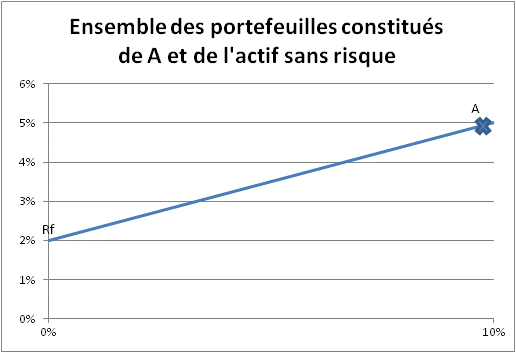 Ensemble des portefeuilles constitués
de A et de l'actif sans risque
6%
A
5%
4%
3%
Rf
2%
1%
0%
0%
10%